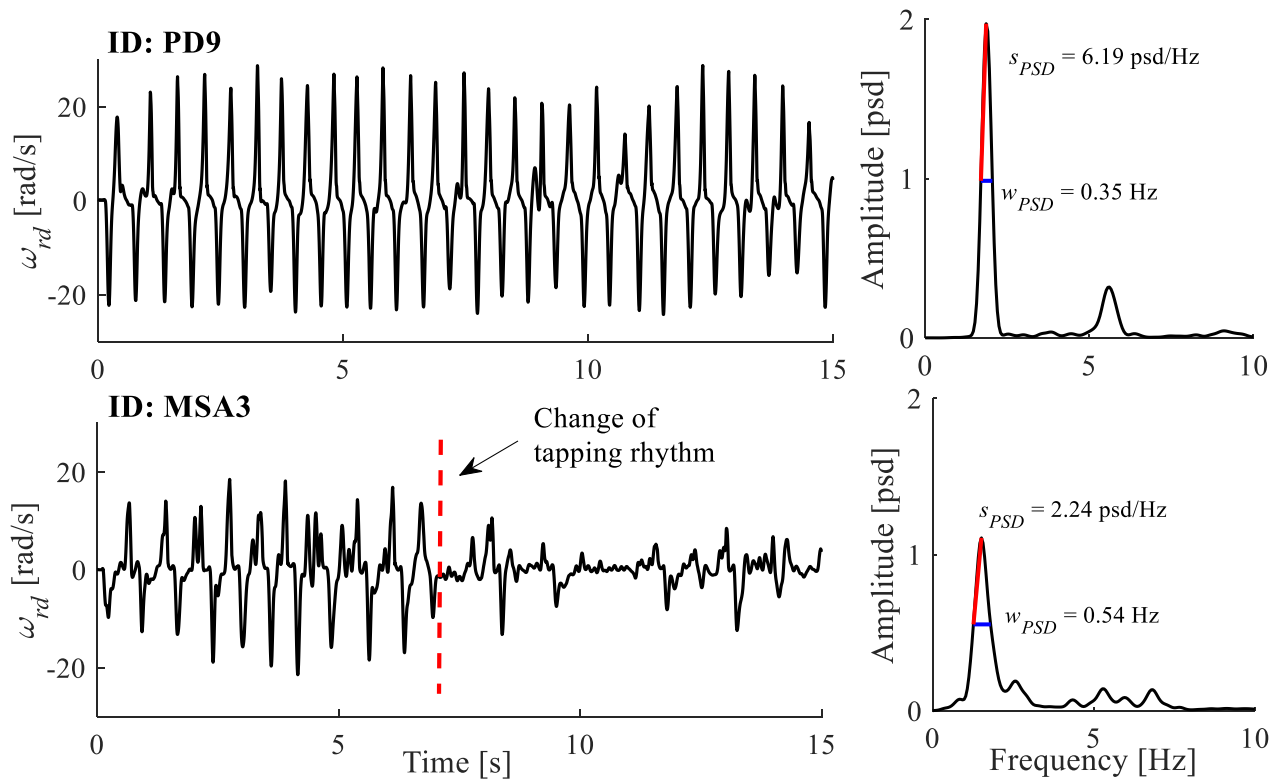 ID: PD9
20
0
-20
ω_rd [rad/s]
0
5
10
15
2
1
0
Amplitude [psd]
s_PSD = 6.19 psd/Hz
w_PSD = 0.35 Hz
0
5
10
ID: MSA3
Change of
tapping rhythm
20
0
-20
ω_rd [rad/s]
0
5
10
15
Time [s]
2
1
0
Amplitude [psd]
s_PSD = 2.24 psd/Hz
w_PSD = 0.54 Hz
0
5
10
Frequency [Hz]